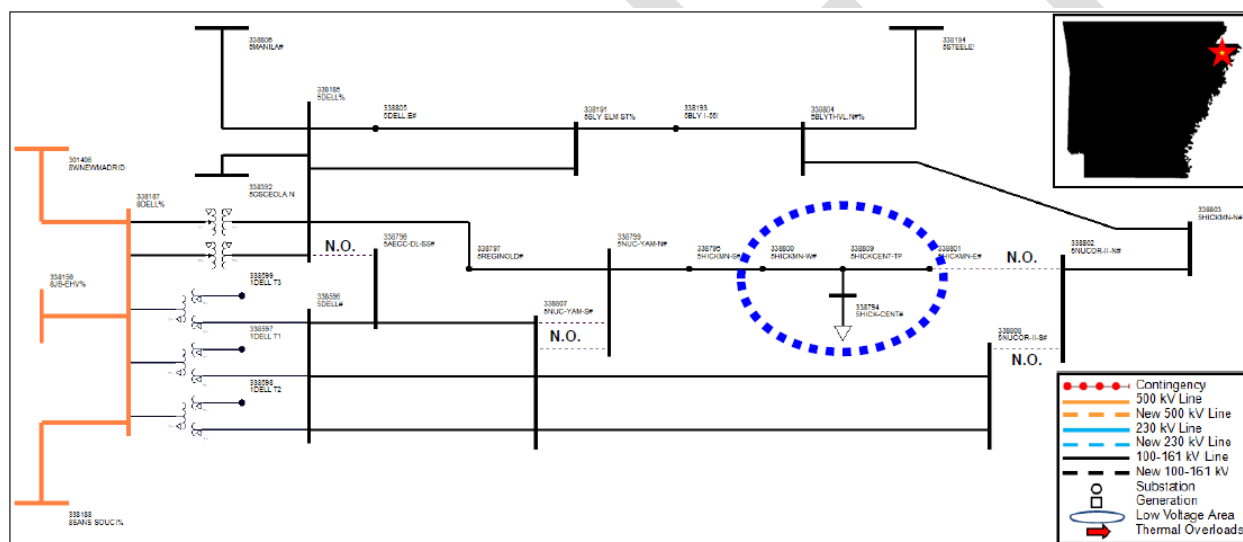 338806
5MANILA#
338194
5STEELE!
338186
5DELL%
338805
5DELL.E#
338191
5BLY ELM ST%
338193
5BLY I-55!
338804
5BLYTHVL.N#%
301406
8WNEWMADRID
338392
5OSCEOLA.N
338187
8DELL%
338803
5HICKMN-N#
N.O.
338796
5AECC-DL-SS#
338797
5REGINOLD#
338799
5NUC-YAM-N#
338795
5HICKMN-S#
338800
5HICKMN-W#
338809
5HICKCENT-TP
338801
5HICKMN-E#
N.O.
338802
5NUCOR-II-N#
338599
1DELL T3
8JB-EHV%
338596
5DELL#
338807
5NUC-YAM-S#
338794
5HICK-CENT#
338597
1DELL T1
N.O.
5NUCOR-II-S#
N.O.
338598
1DELL T2
338188
8SANS SOUCI%
Contingency
500 kV Line
New 500 kV Line
230 kV Line
New 230 kV Line
100-161 kV Line
New 100-161 kV
Substation
Generation
Low Voltage Area
Thermal Overloads